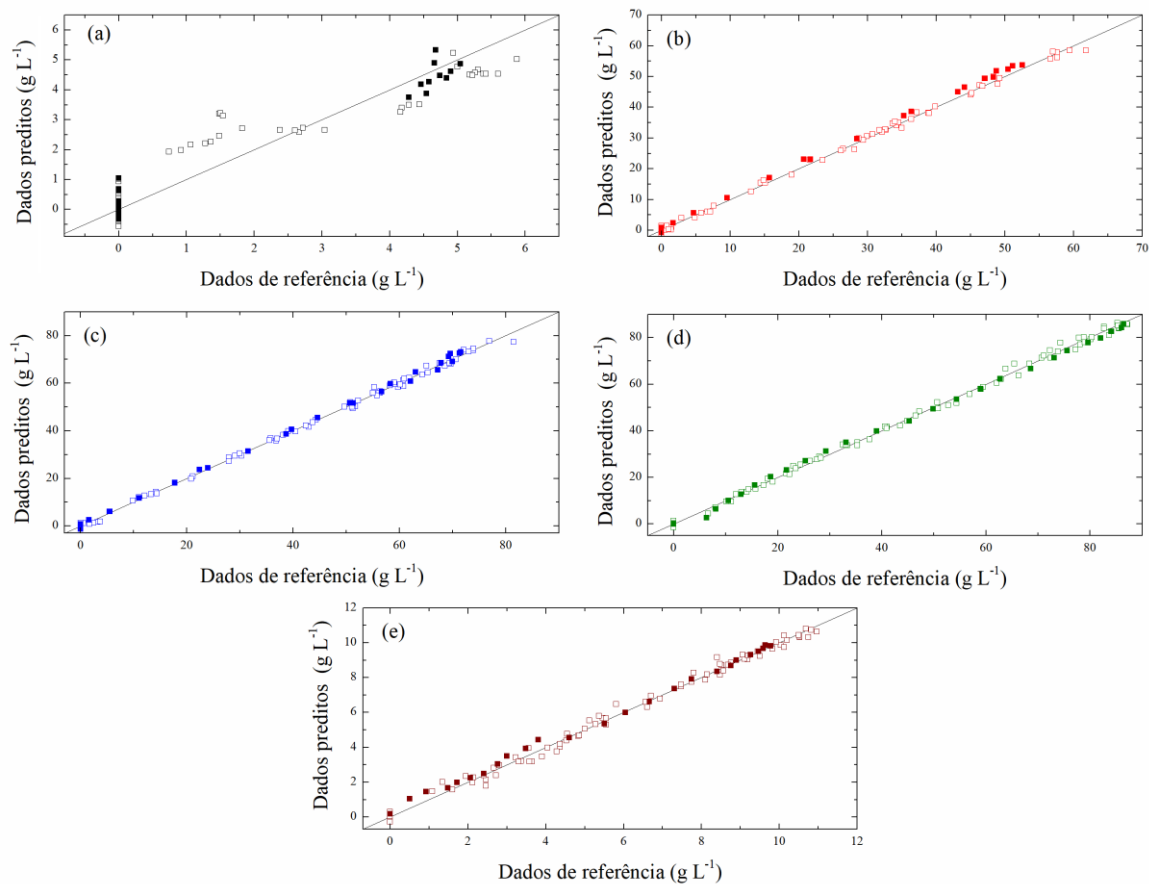 (a)
Dados preditos (g L⁻¹)
6
5
4
3
2
1
0
0 1 2 3 4 5 6
Dados de referência (g L⁻¹)
(b)
Dados preditos (g L⁻¹)
70
60
50
40
30
20
10
0
0 10 20 30 40 50 60 70
Dados de referência (g L⁻¹)
(c)
Dados preditos (g L⁻¹)
80
60
40
20
0
0 20 40 60 80
Dados de referência (g L⁻¹)
(d)
Dados preditos (g L⁻¹)
80
60
40
20
0
0 20 40 60 80
Dados de referência (g L⁻¹)
(e)
Dados preditos (g L⁻¹)
12
10
8
6
4
2
0
0 2 4 6 8 10 12
Dados de referência (g L⁻¹)